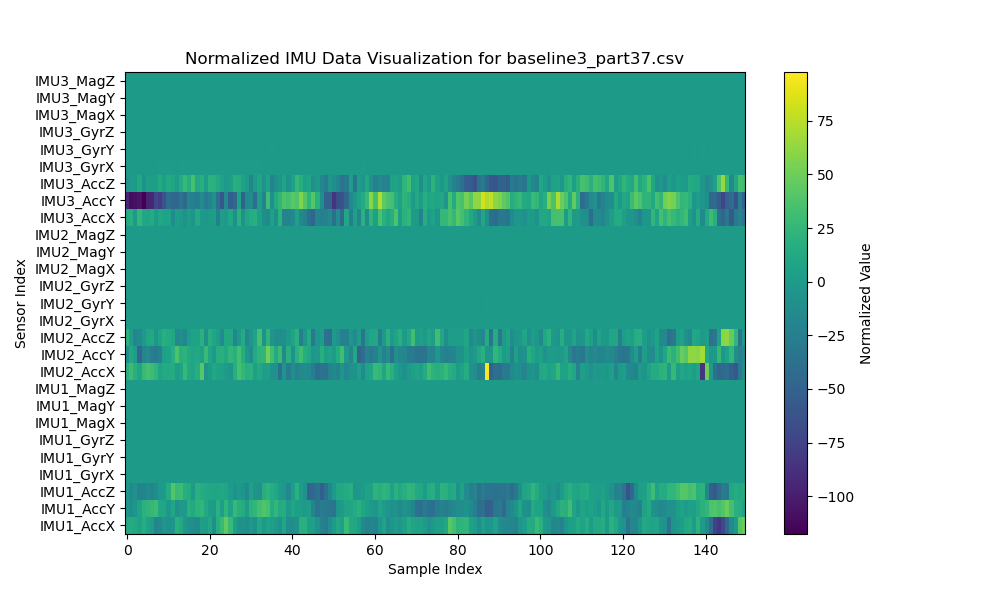 Normalized IMU Data Visualization for baseline3_part37.csv
IMU3_MagZ
IMU3_MagY
IMU3_MagX
IMU3_GyrZ
IMU3_GyrY
IMU3_GyrX
IMU3_AccZ
IMU3_AccY
IMU3_AccX
IMU2_MagZ
IMU2_MagY
IMU2_MagX
IMU2_GyrZ
IMU2_GyrY
IMU2_GyrX
IMU2_AccZ
IMU2_AccY
IMU2_AccX
IMU1_MagZ
IMU1_MagY
IMU1_MagX
IMU1_GyrZ
IMU1_GyrY
IMU1_GyrX
IMU1_AccZ
IMU1_AccY
IMU1_AccX
Sensor Index
0 20 40 60 80 100 120 140
Sample Index
75
50
25
0
−25
−50
−75
−100
Normalized Value